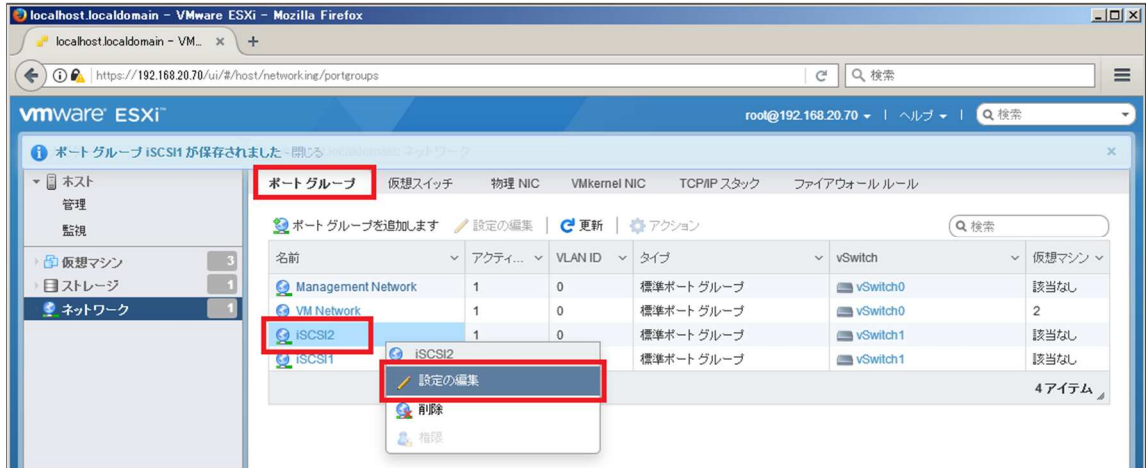 localhost.localdomain - VMware ESXi - Mozilla Firefox
localhost.localdomain - VM... × +
https://192.168.20.70/ui/#/host/networking/portgroups 検索
vmware ESXi™ root@192.168.20.70 | ヘルプ | 検索
ポート グループ iSCSI1 が保存されました - 閉じる ×
ホスト
管理
監視
仮想マシン 3
ストレージ 1
ネットワーク 1
ポート グループ 仮想スイッチ 物理 NIC VMkernel NIC TCP/IP スタック ファイアウォール ルール
ポート グループを追加します 設定の編集 | 更新 | アクション 検索
名前 アクティ... VLAN ID タイプ vSwitch 仮想マシン
Management Network 1 0 標準ポート グループ vSwitch0 該当なし
VM Network 1 0 標準ポート グループ vSwitch0 2
iSCSI2 1 0 標準ポート グループ vSwitch1 該当なし
iSCSI1 標準ポート グループ vSwitch1 該当なし
iSCSI2
設定の編集
削除
権限
4 アイテム